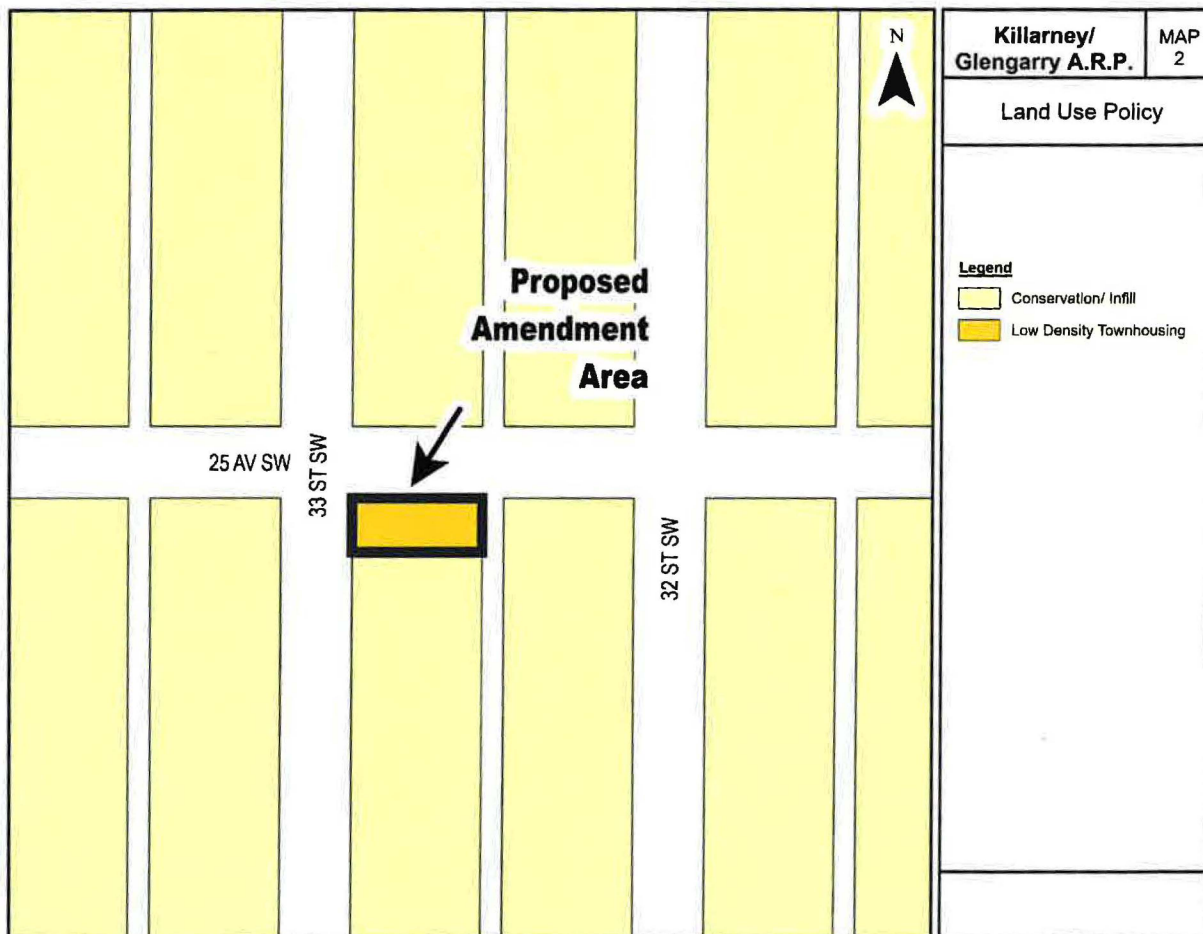 Killarney/
Glengarry A.R.P.
MAP
2
Land Use Policy
N
Proposed
Amendment
Area
25 AV SW
33 ST SW
32 ST SW
Legend
Conservation/ Infill
Low Density Townhousing